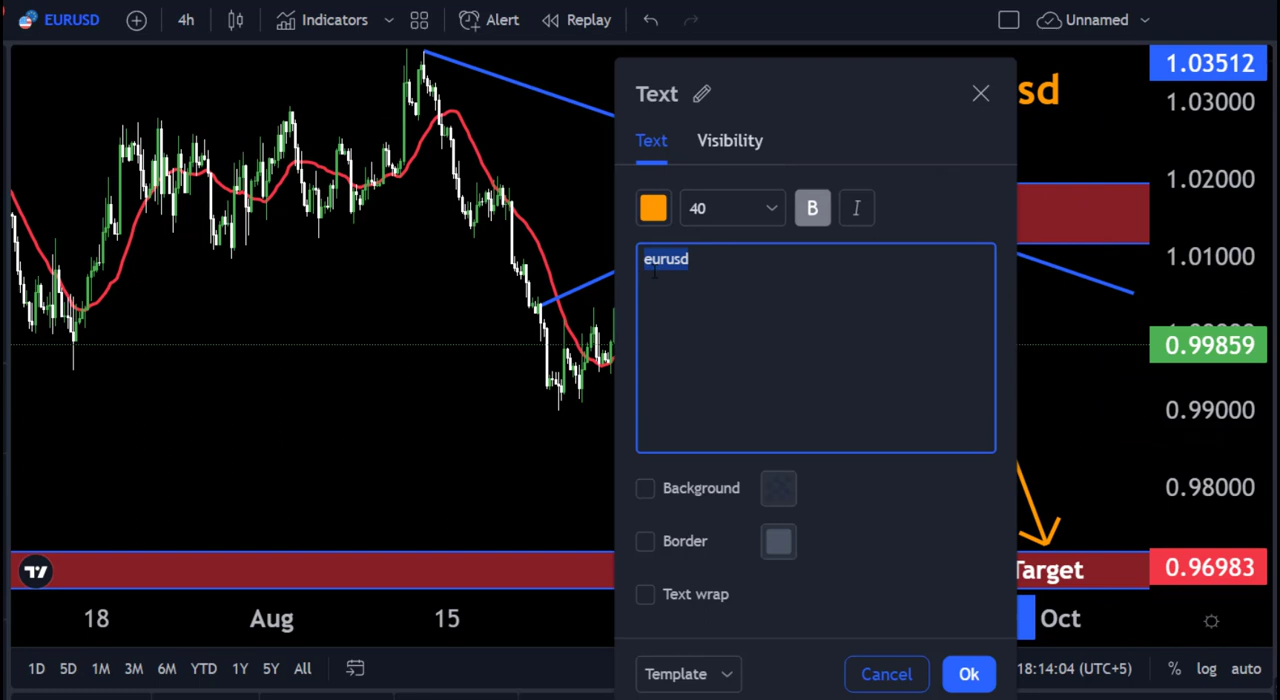 EURUSD 4h Indicators Alert Replay Unnamed
1.03512
Text
sd
1.03000
Text Visibility
1.02000
40 B I
eurusd
1.01000
0.99859
0.99000
Background
0.98000
Border
Target
0.96983
Text wrap
18 Aug 15 Oct
1D 5D 1M 3M 6M YTD 1Y 5Y All
Template Cancel Ok
18:14:04 (UTC+5) % log auto